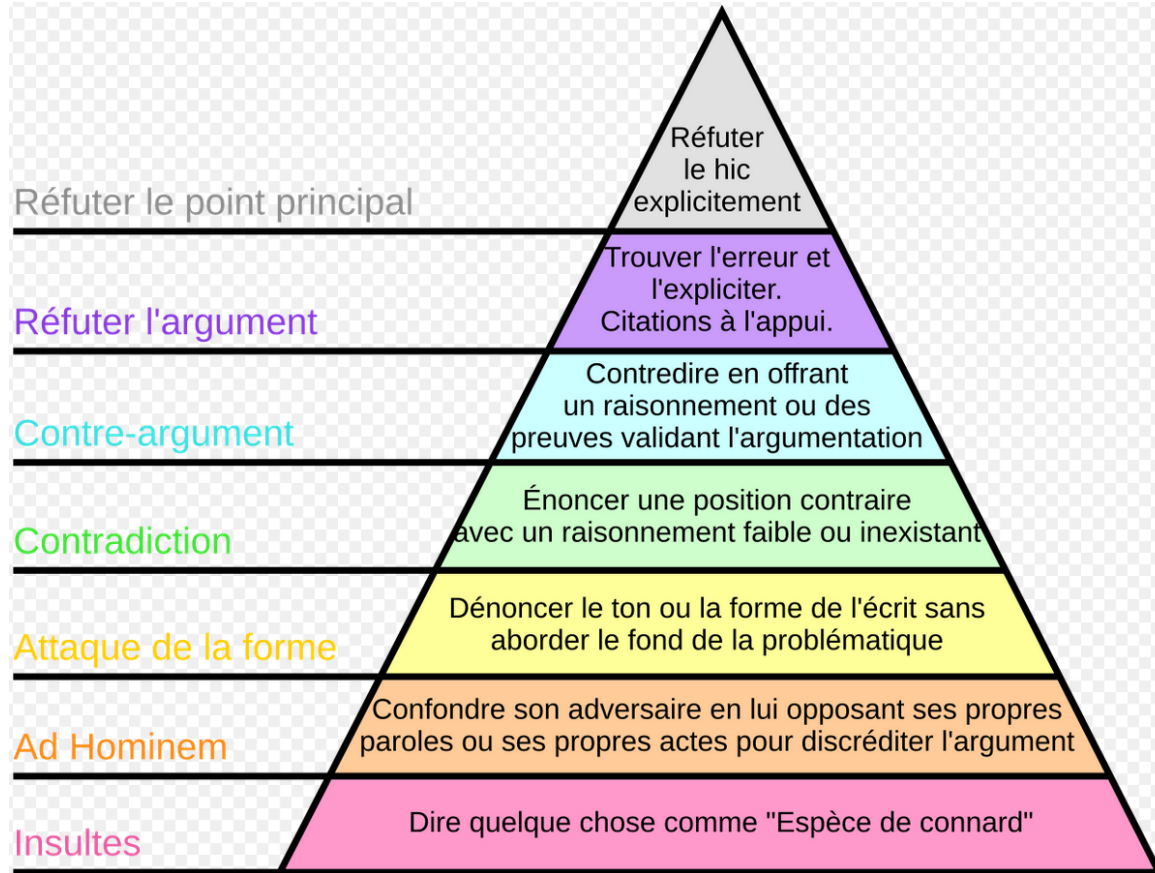 Réfuter
le hic
explicitement
Réfuter le point principal
Trouver l'erreur et
l'expliciter.
Citations à l'appui.
Réfuter l'argument
Contredire en offrant
un raisonnement ou des
preuves validant l'argumentation
Contre-argument
Énoncer une position contraire
avec un raisonnement faible ou inexistant
Contradiction
Dénoncer le ton ou la forme de l'écrit sans
aborder le fond de la problématique
Attaque de la forme
Confondre son adversaire en lui opposant ses propres
paroles ou ses propres actes pour discréditer l'argument
Ad Hominem
Dire quelque chose comme "Espèce de connard"
Insultes